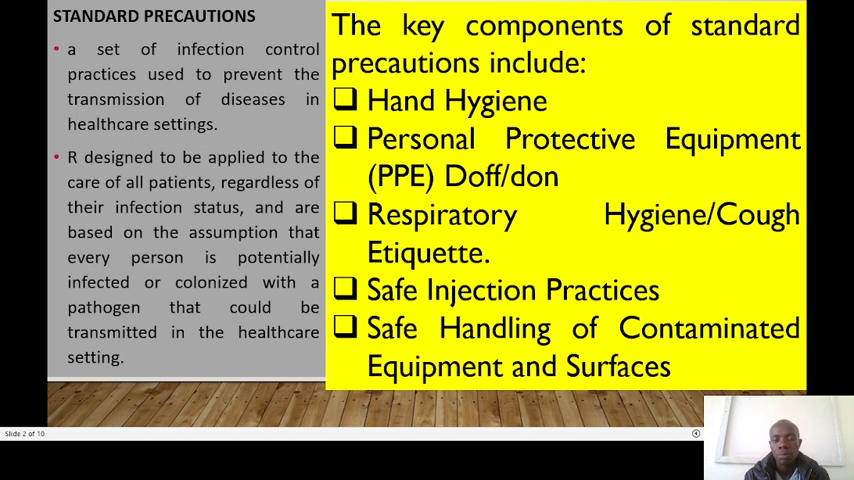 STANDARD PRECAUTIONS
• a set of infection control
practices used to prevent the
transmission of diseases in
healthcare settings.
• R designed to be applied to the
care of all patients, regardless of
their infection status, and are
based on the assumption that
every person is potentially
infected or colonized with a
pathogen that could be
transmitted in the healthcare
setting.
The key components of standard
precautions include:
❑ Hand Hygiene
❑ Personal Protective Equipment
(PPE) Doff/don
❑ Respiratory Hygiene/Cough
Etiquette.
❑ Safe Injection Practices
❑ Safe Handling of Contaminated
Equipment and Surfaces
Slide 2 of 10